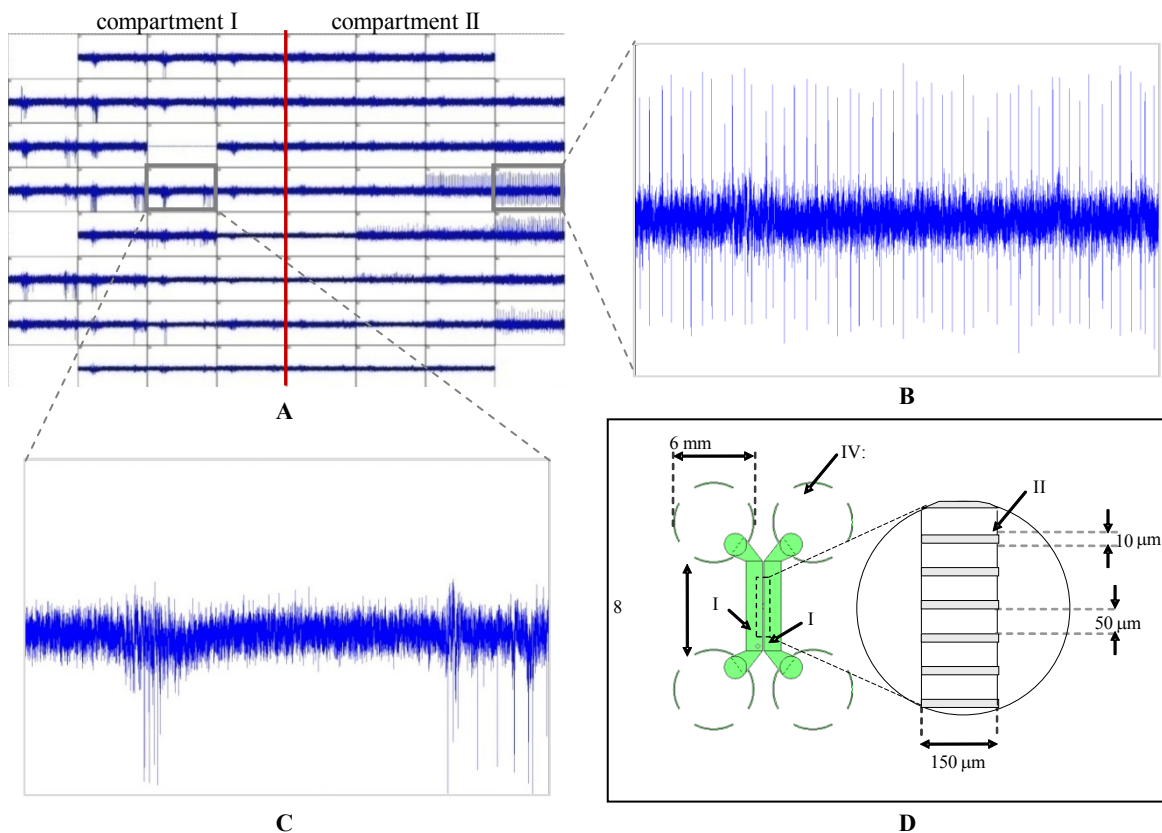 compartment I compartment II
A
B
C
6 mm
IV:
II
10 μm
8
I
I
50 μm
150 μm
D